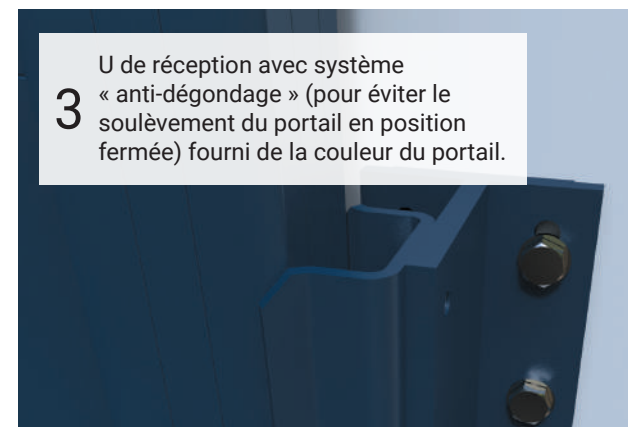 3
U de réception avec système
« anti-dégondage » (pour éviter le
soulèvement du portail en position
fermée) fourni de la couleur du portail.